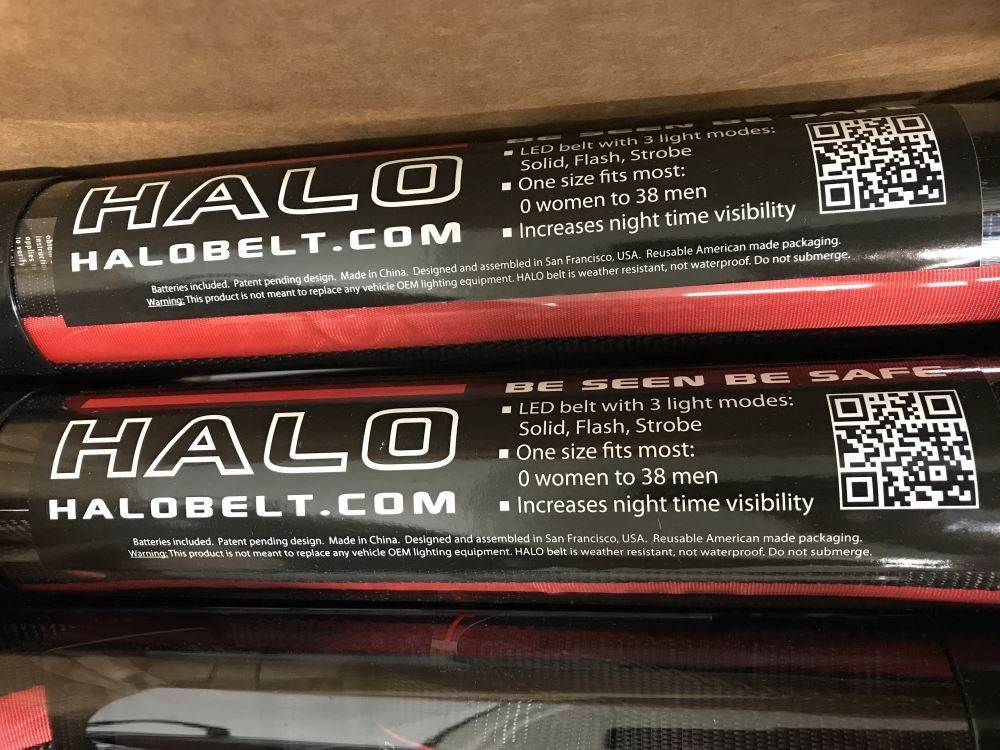 HALO
HALOBELT.COM
BE SEEN BE SAFE
▪ LED belt with 3 light modes:
Solid, Flash, Strobe
▪ One size fits most:
0 women to 38 men
▪ Increases night time visibility
Batteries included. Patent pending design. Made in China. Designed and assembled in San Francisco, USA. Reusable American made packaging.
Warning: This product is not meant to replace any vehicle OEM lighting equipment. HALO belt is weather resistant, not waterproof. Do not submerge.
HALO
HALOBELT.COM
BE SEEN BE SAFE
▪ LED belt with 3 light modes:
Solid, Flash, Strobe
▪ One size fits most:
0 women to 38 men
▪ Increases night time visibility
Batteries included. Patent pending design. Made in China. Designed and assembled in San Francisco, USA. Reusable American made packaging.
Warning: This product is not meant to replace any vehicle OEM lighting equipment. HALO belt is weather resistant, not waterproof. Do not submerge.